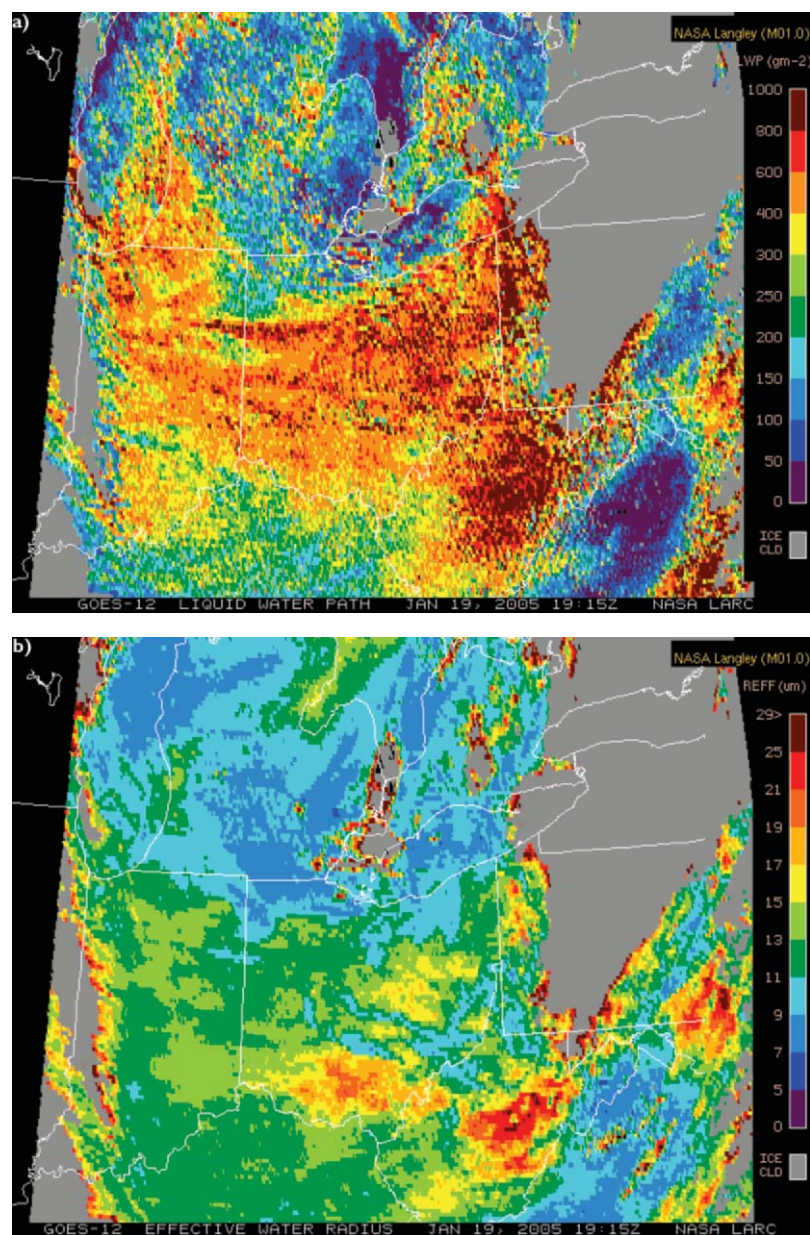 a)
NASA Langley (M01.0)
LWP (gm-2)
1000
800
600
400
300
250
200
150
100
50
0
ICE
CLD
GOES-12 LIQUID WATER PATH JAN 19, 2005 19:15Z NASA LARC
b)
NASA Langley (M01.0)
REFF (um)
29>
25
21
19
17
15
13
11
9
7
5
0
ICE
CLD
GOES-12 EFFECTIVE WATER RADIUS JAN 19, 2005 19:15Z NASA LARC